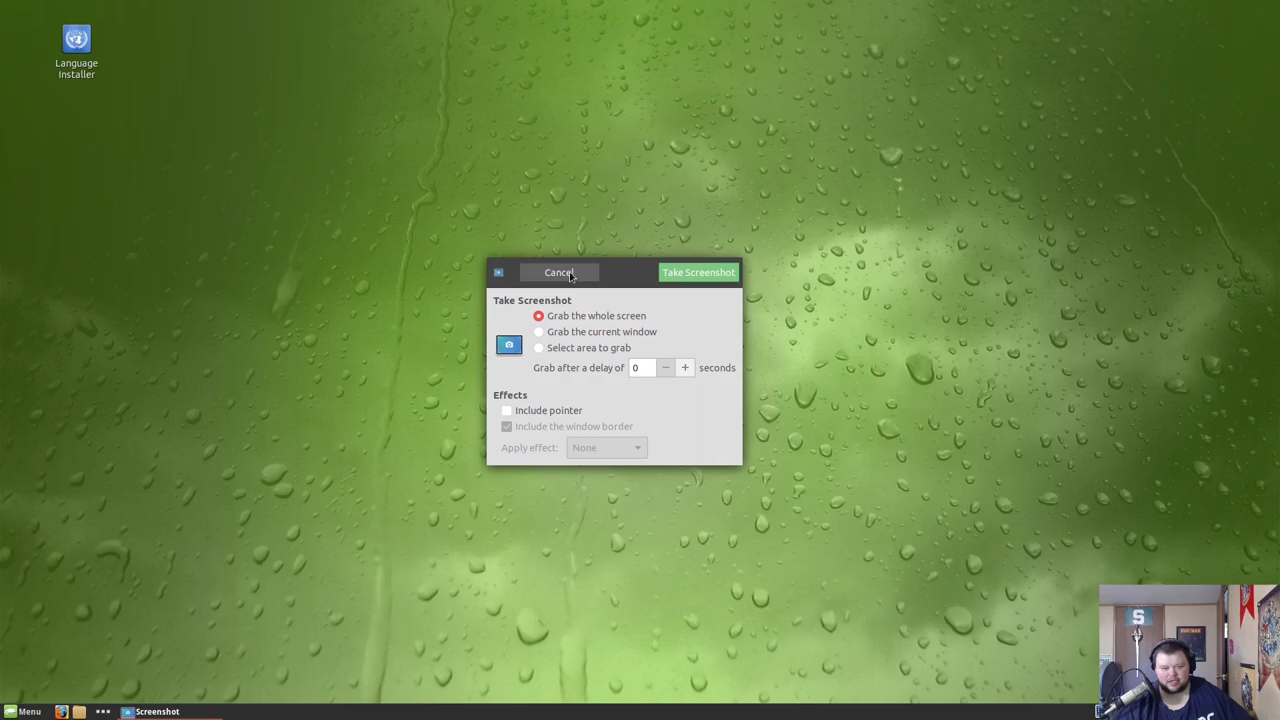 Language
Installer
Cancel
Take Screenshot
Take Screenshot
Grab the whole screen
Grab the current window
Select area to grab
Grab after a delay of 0 − + seconds
Effects
Include pointer
Include the window border
Apply effect: None
S
Menu
Screenshot